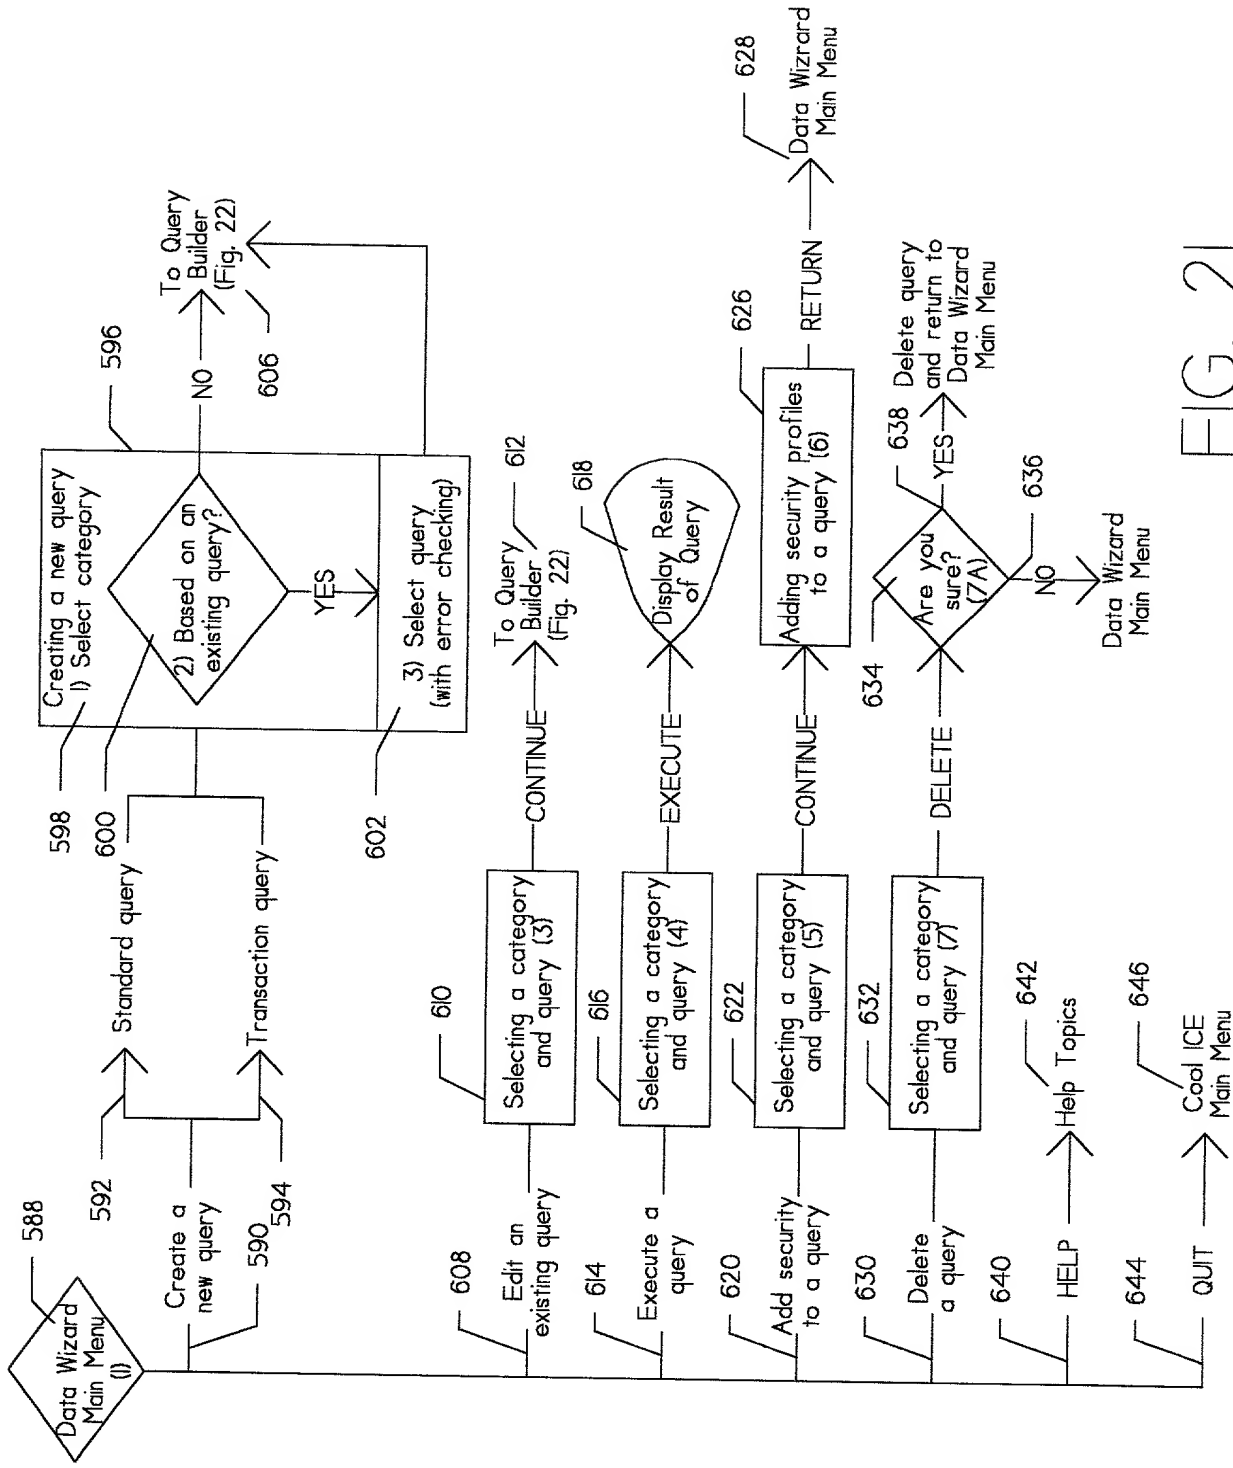 588
Data Wizard
Main Menu
(1)
592
Standard query
Create a
new query
590
594
Transaction query
598
600
602
Creating a new query
1) Select category
2) Based on an
existing query?
YES
3) Select query
(with error checking)
596
NO
To Query
Builder
(Fig. 22)
606
608
Edit an
existing query
610
Selecting a category
and query (3)
CONTINUE
To Query
Builder
(Fig. 22)
612
614
Execute a
query
616
Selecting a category
and query (4)
EXECUTE
618
Display Result
of Query
620
Add security
to a query
622
Selecting a category
and query (5)
CONTINUE
Adding security profiles
to a query (6)
626
RETURN
628
Data Wizrard
Main Menu
630
Delete
a query
632
Selecting a category
and query (7)
DELETE
634
Are you
sure?
(7A)
638
YES
Delete query
and return to
Data Wizard
Main Menu
636
NO
Data Wizard
Main Menu
640
HELP
642
Help Topics
644
QUIT
646
Cool ICE
Main Menu
FIG. 21